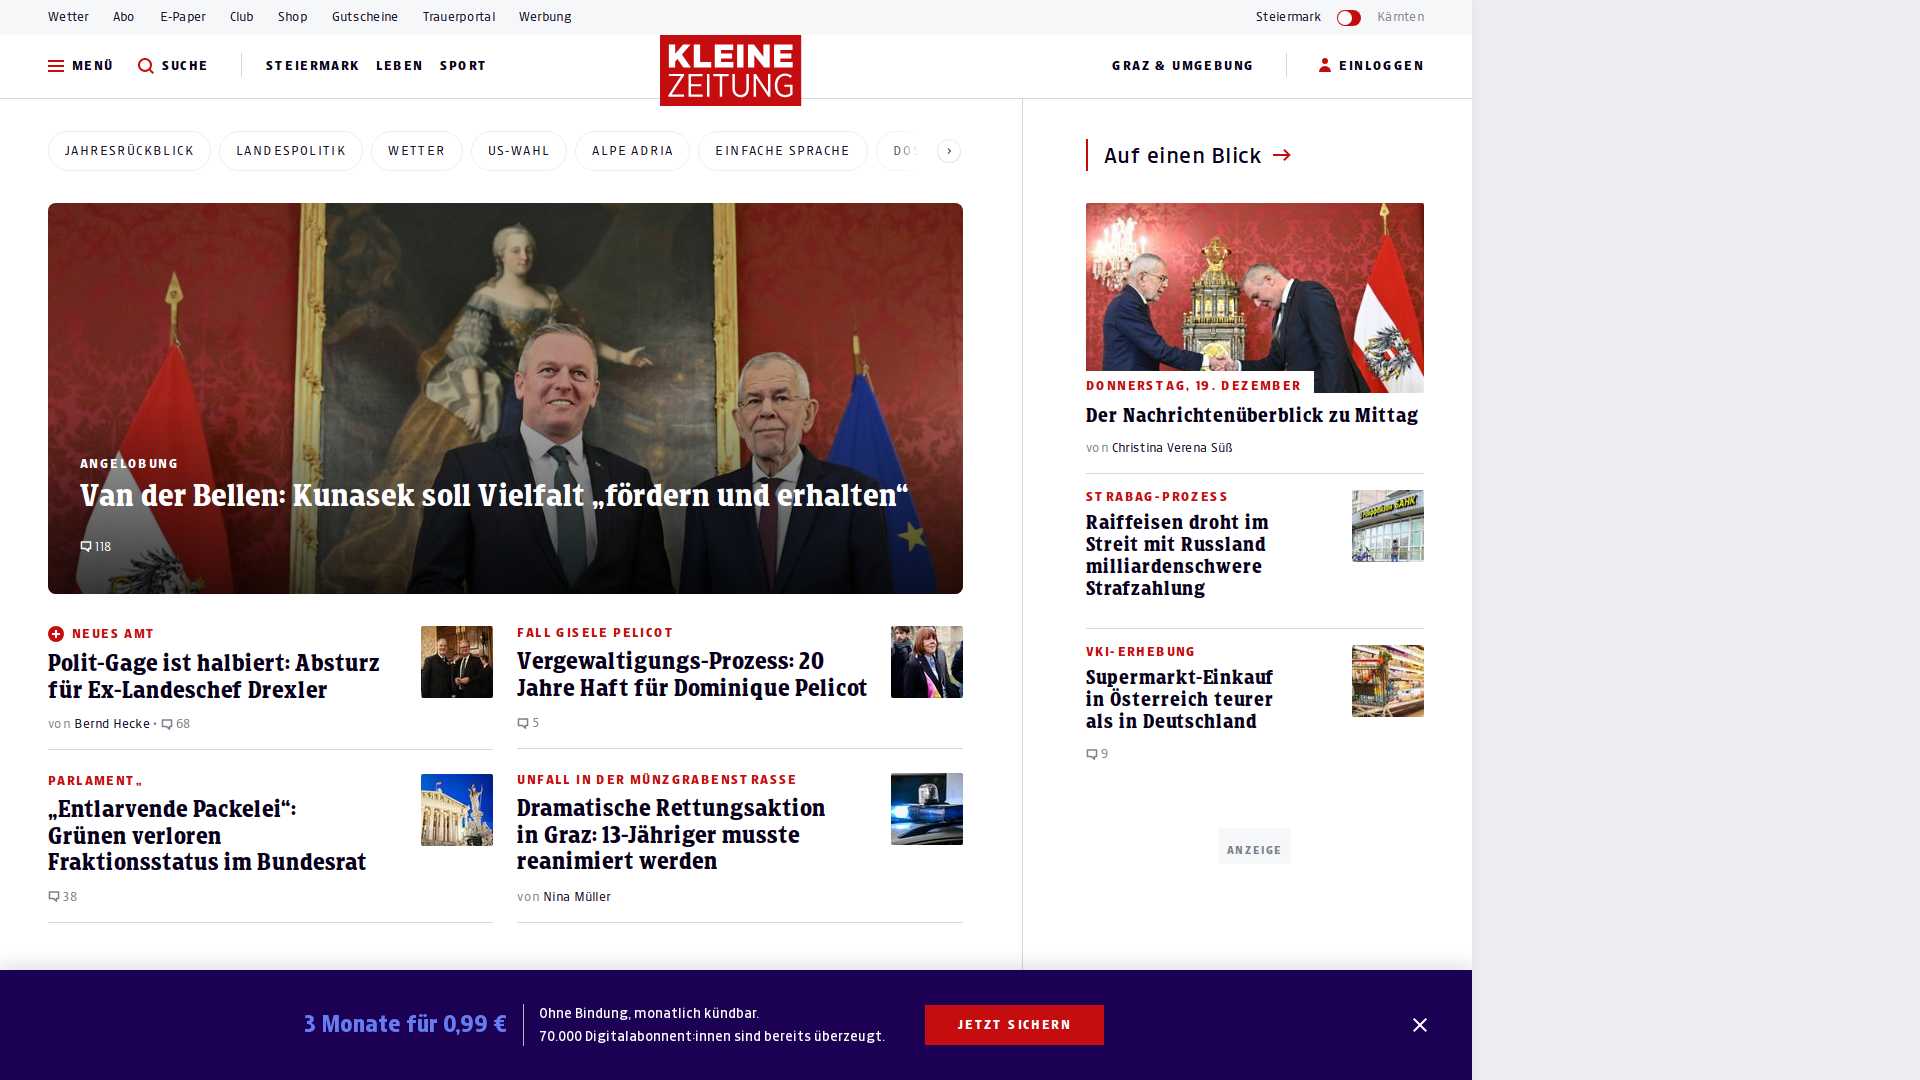 Wetter Abo E-Paper Club Shop Gutscheine Trauerportal Werbung Steiermark Kärnten
MENÜ SUCHE STEIERMARK LEBEN SPORT KLEINE ZEITUNG GRAZ & UMGEBUNG EINLOGGEN
JAHRESRÜCKBLICK LANDESPOLITIK WETTER US-WAHL ALPE ADRIA EINFACHE SPRACHE
ANGELOBUNG
Van der Bellen: Kunasek soll Vielfalt „fördern und erhalten“
118
NEUES AMT
Polit-Gage ist halbiert: Absturz
für Ex-Landeschef Drexler
von Bernd Hecke • 68
FALL GISELE PELICOT
Vergewaltigungs-Prozess: 20
Jahre Haft für Dominique Pelicot
5
PARLAMENT„
„Entlarvende Packelei“:
Grünen verloren
Fraktionsstatus im Bundesrat
38
UNFALL IN DER MÜNZGRABENSTRASSE
Dramatische Rettungsaktion
in Graz: 13-Jähriger musste
reanimiert werden
von Nina Müller
Auf einen Blick
DONNERSTAG, 19. DEZEMBER
Der Nachrichtenüberblick zu Mittag
von Christina Verena Süß
STRABAG-PROZESS
Raiffeisen droht im
Streit mit Russland
milliardenschwere
Strafzahlung
VKI-ERHEBUNG
Supermarkt-Einkauf
in Österreich teurer
als in Deutschland
9
ANZEIGE
3 Monate für 0,99 €
Ohne Bindung, monatlich kündbar.
70.000 Digitalabonnent:innen sind bereits überzeugt.
JETZT SICHERN